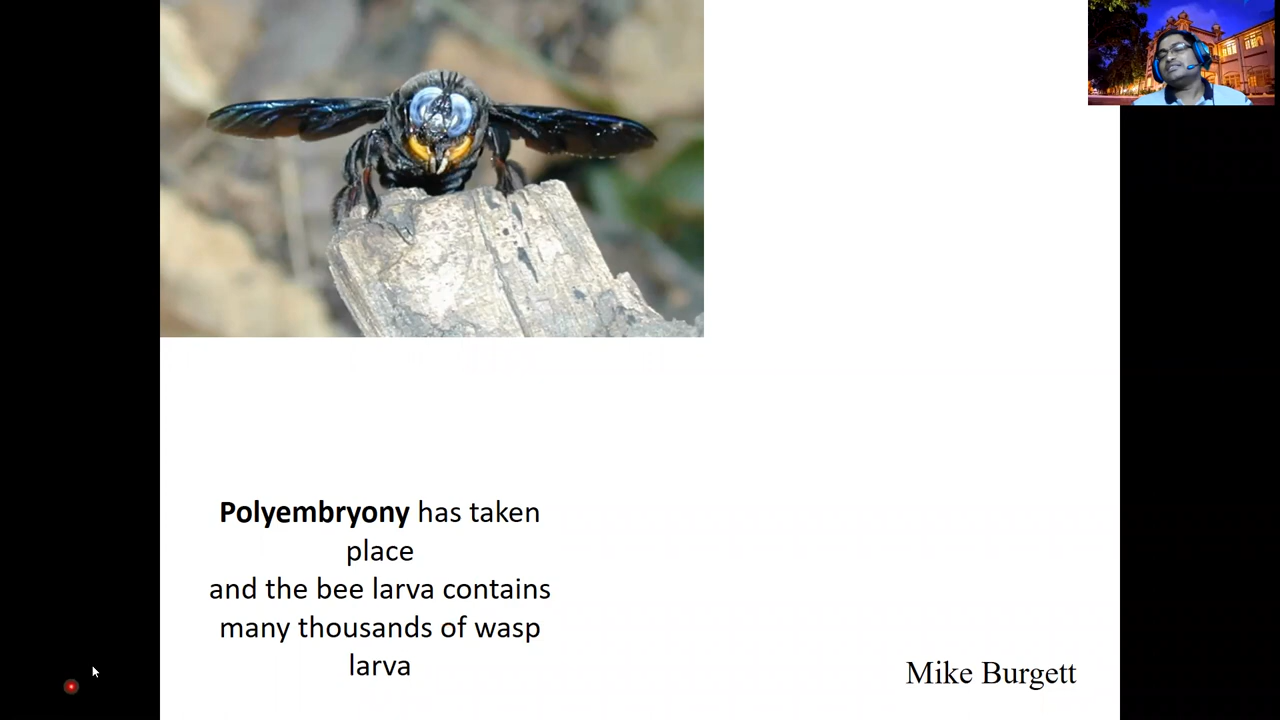 Polyembryony has taken
place
and the bee larva contains
many thousands of wasp
larva
Mike Burgett